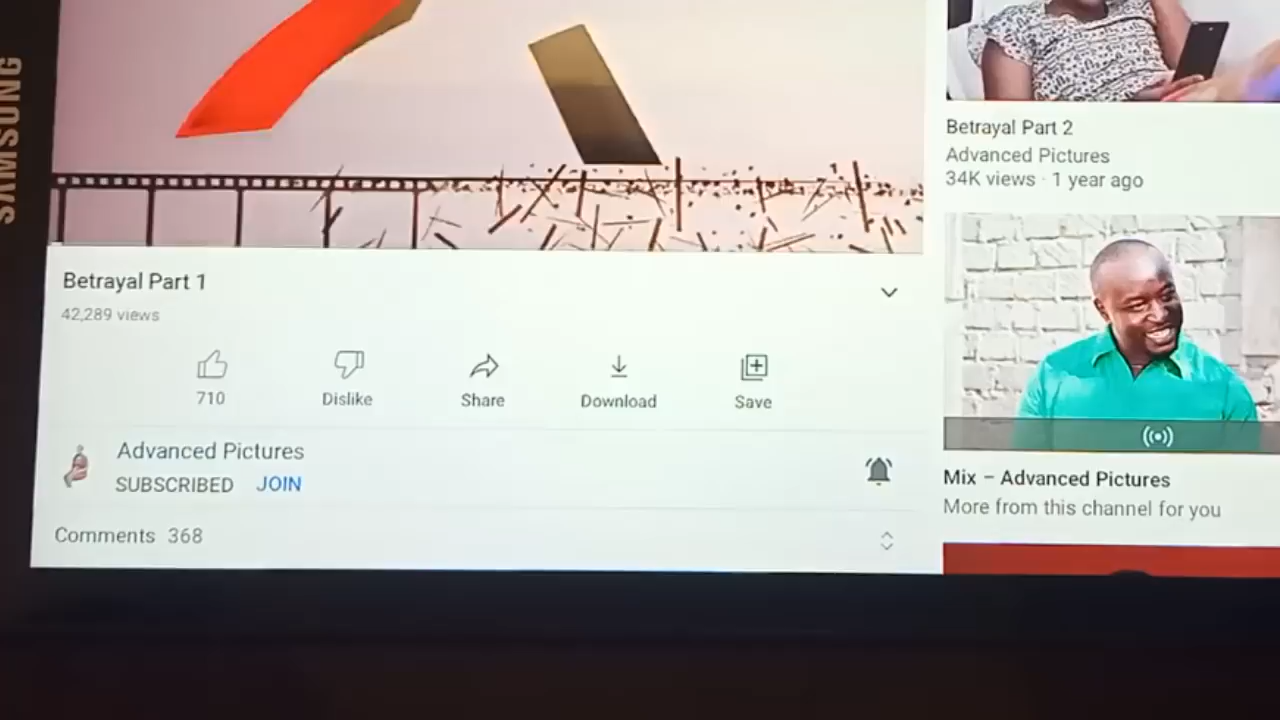 SAMSUNG
Betrayal Part 1
42,289 views
710
Dislike
Share
Download
Save
Advanced Pictures
SUBSCRIBED JOIN
Comments 368
Betrayal Part 2
Advanced Pictures
34K views · 1 year ago
Mix – Advanced Pictures
More from this channel for you